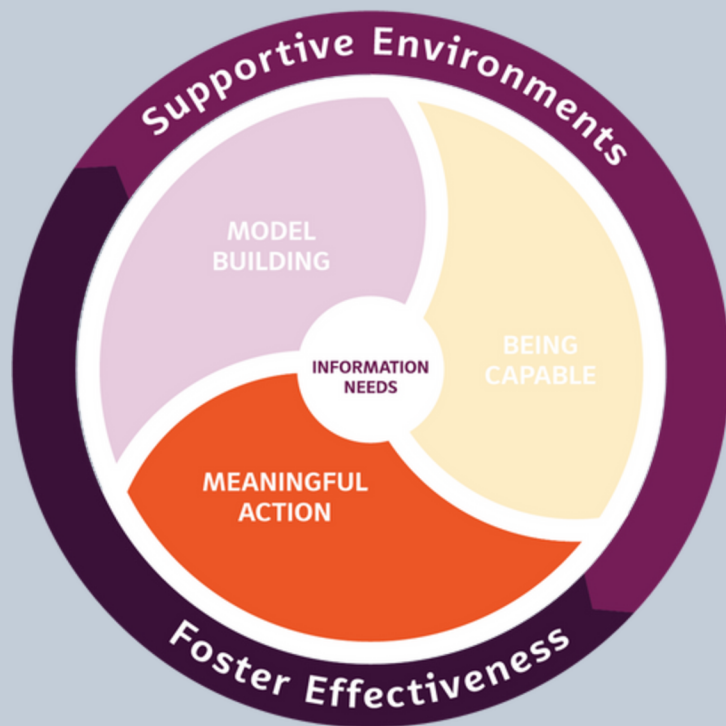 Supportive Environments
MODEL
BUILDING
BEING
CAPABLE
INFORMATION
NEEDS
MEANINGFUL
ACTION
Foster Effectiveness